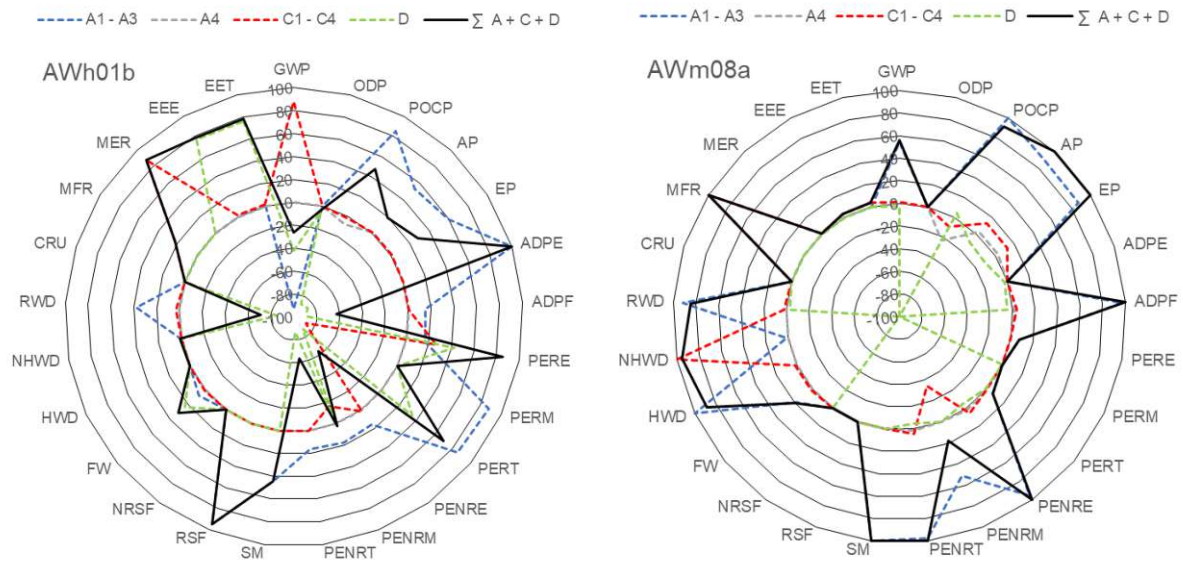 A1 - A3 A4 C1 - C4 D ∑ A + C + D
AWh01b
GWP
ODP
POCP
AP
EP
ADPE
ADPF
PERE
PERM
PERT
PENRE
PENRM
PENRT
SM
RSF
NRSF
FW
HWD
NHWD
RWD
CRU
MFR
MER
EEE
EET
100
80
60
40
20
0
-20
-40
-60
-80
-100
A1 - A3 A4 C1 - C4 D ∑ A + C + D
AWm08a
GWP
ODP
POCP
AP
EP
ADPE
ADPF
PERE
PERM
PERT
PENRE
PENRM
PENRT
SM
RSF
NRSF
FW
HWD
NHWD
RWD
CRU
MFR
MER
EEE
EET
100
80
60
40
20
0
-20
-40
-60
-80
-100